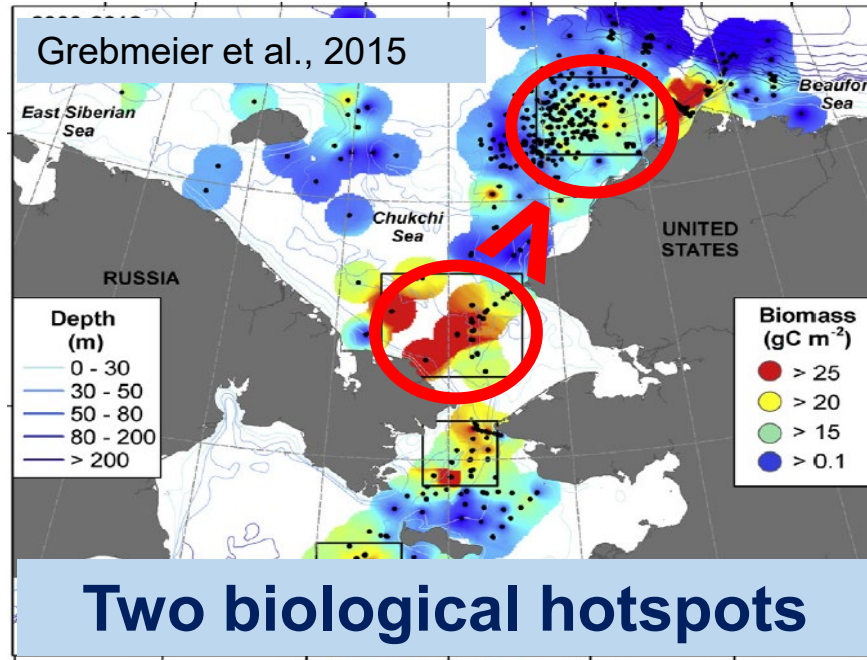 Grebmeier et al., 2015
East Siberian
Sea
Beaufort
Sea
Chukchi
Sea
UNITED
STATES
RUSSIA
Depth
(m)
0 - 30
30 - 50
50 - 80
80 - 200
> 200
Biomass
(gC m⁻²)
> 25
> 20
> 15
> 0.1
Two biological hotspots